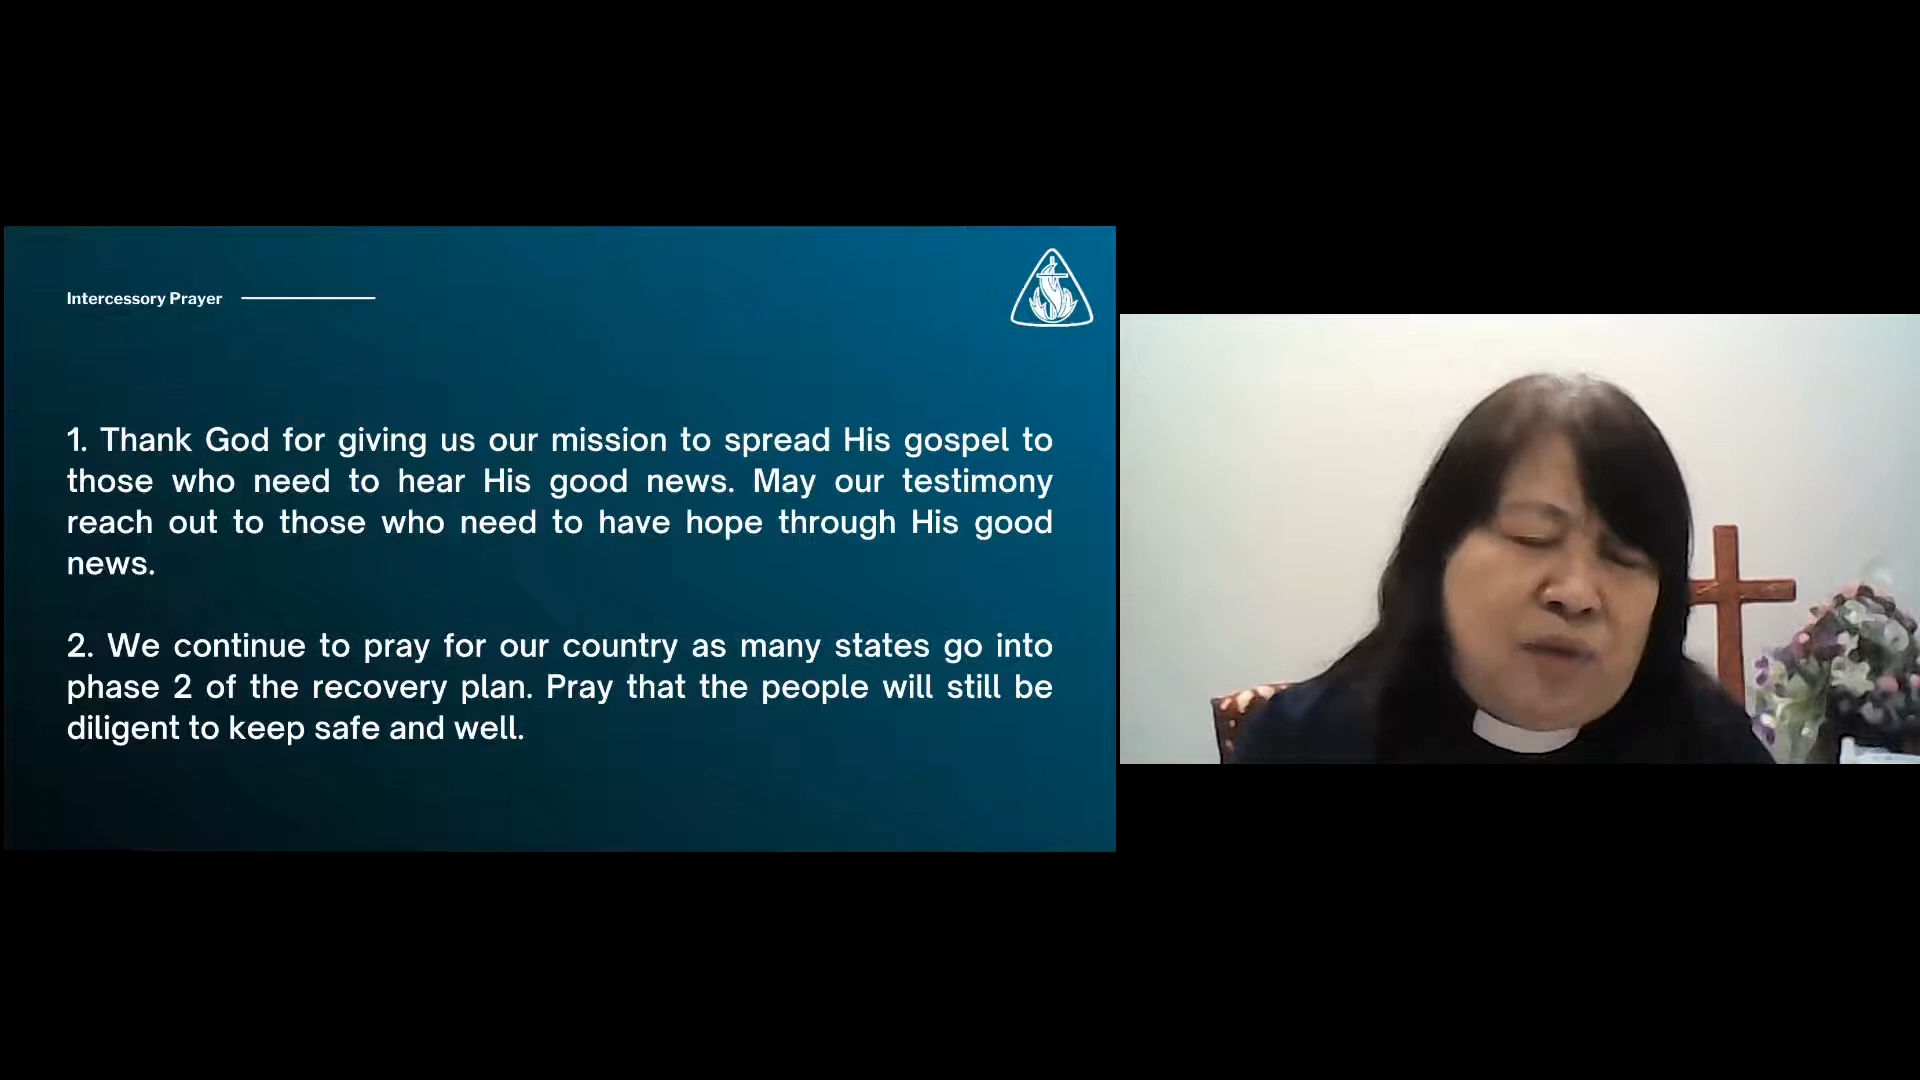 Intercessory Prayer
1. Thank God for giving us our mission to spread His gospel to
those who need to hear His good news. May our testimony
reach out to those who need to have hope through His good
news.
2. We continue to pray for our country as many states go into
phase 2 of the recovery plan. Pray that the people will still be
diligent to keep safe and well.